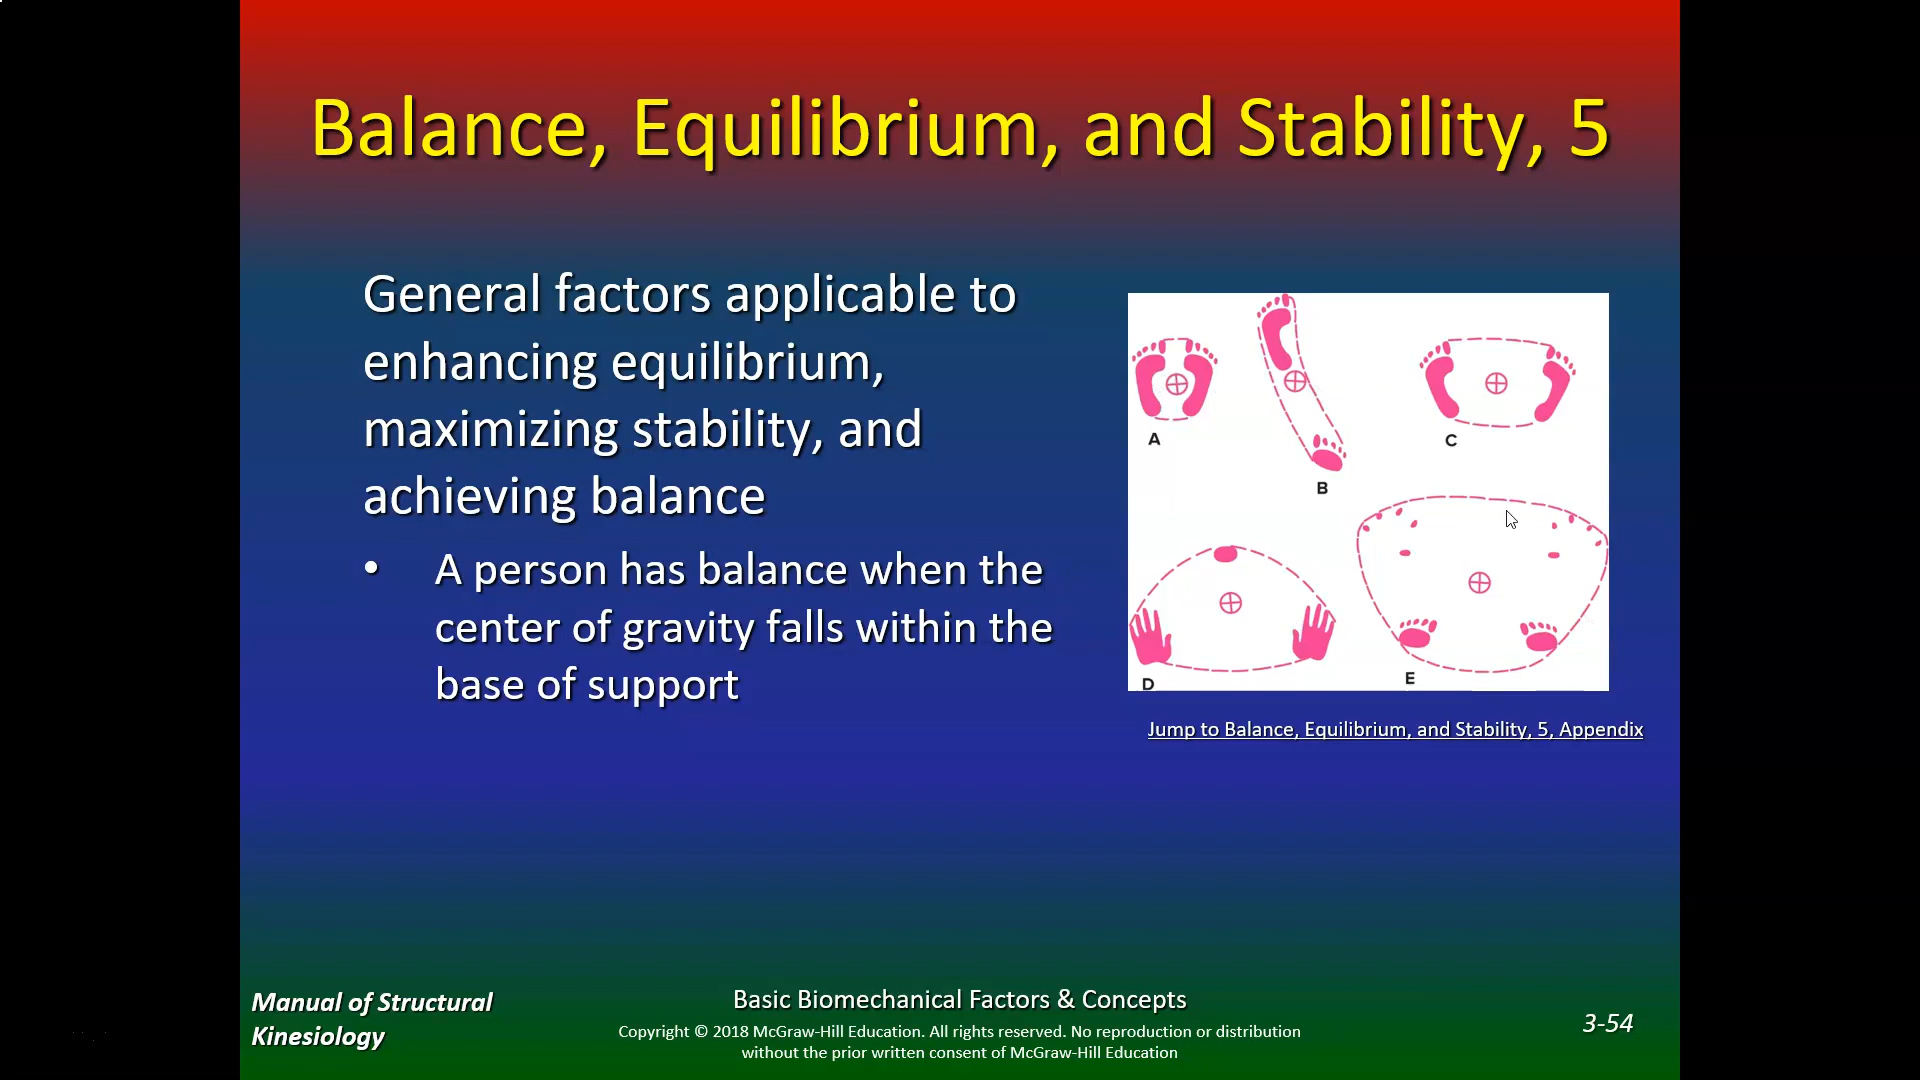 Balance, Equilibrium, and Stability, 5
General factors applicable to
enhancing equilibrium,
maximizing stability, and
achieving balance
• A person has balance when the
center of gravity falls within the
base of support
A
B
C
D
E
Jump to Balance, Equilibrium, and Stability, 5, Appendix
Manual of Structural
Kinesiology
Basic Biomechanical Factors & Concepts
Copyright © 2018 McGraw-Hill Education. All rights reserved. No reproduction or distribution
without the prior written consent of McGraw-Hill Education
3-54